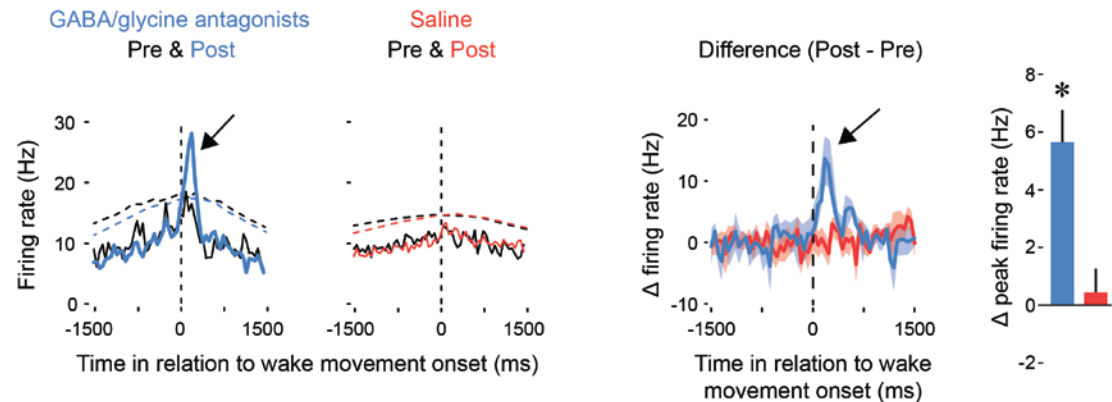 GABA/glycine antagonists
Pre & Post
Saline
Pre & Post
Difference (Post - Pre)
Firing rate (Hz)
30
20
10
0
-1500
0
1500
-1500
0
1500
Time in relation to wake movement onset (ms)
Δ firing rate (Hz)
20
10
0
-10
-1500
0
1500
Time in relation to wake
movement onset (ms)
Δ peak firing rate (Hz)
8
6
4
2
0
-2
*